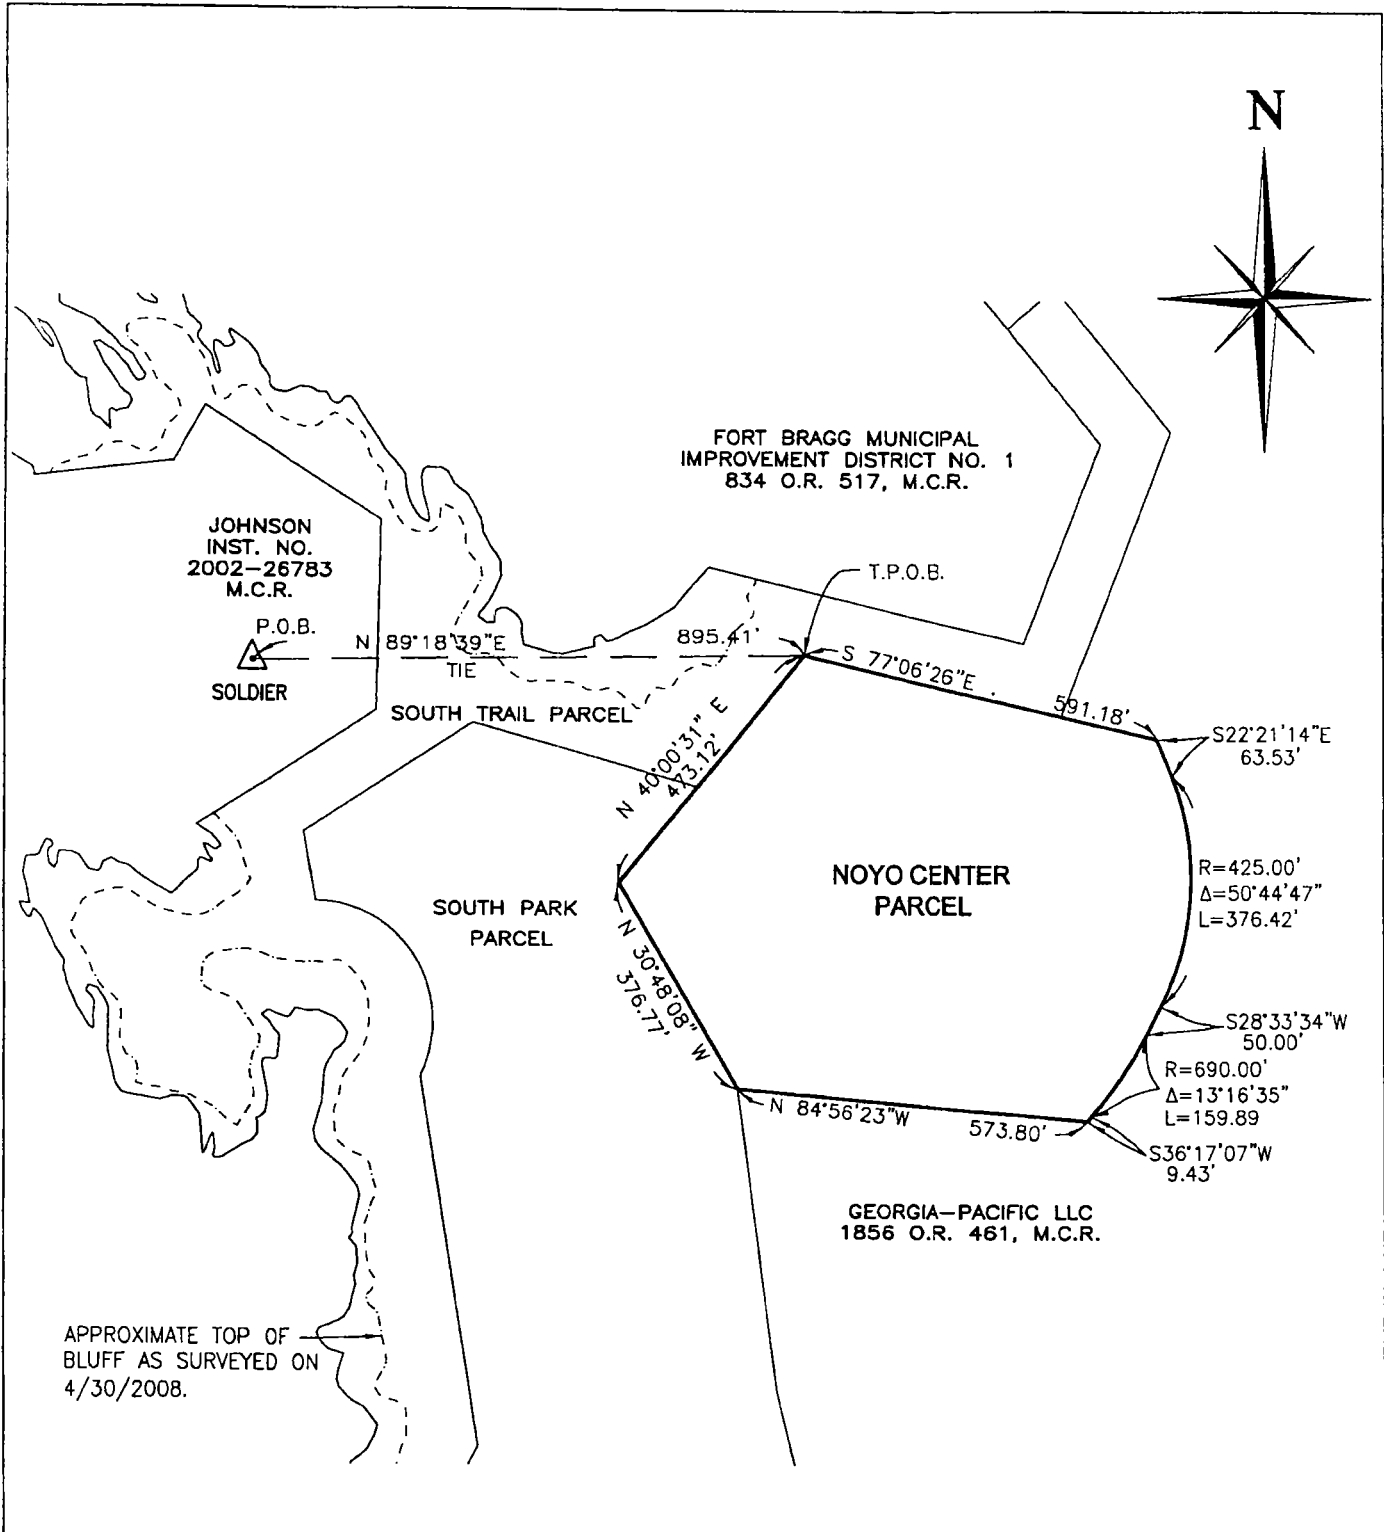 N
FORT BRAGG MUNICIPAL
IMPROVEMENT DISTRICT NO. 1
834 O.R. 517, M.C.R.
JOHNSON
INST. NO.
2002-26783
M.C.R.
T.P.O.B.
P.O.B.
N 89°18'39"E
895.41'
TIE
SOLDIER
S 77°06'26"E
591.18'
SOUTH TRAIL PARCEL
N 40°00'31" E
473.12'
S22°21'14"E
63.53'
NOYO CENTER
PARCEL
R=425.00'
Δ=50°44'47"
L=376.42'
SOUTH PARK
PARCEL
N 30°48'08" W
376.77'
S28°33'34"W
50.00'
R=690.00'
Δ=13°16'35"
L=159.89
N 84°56'23"W
573.80'
S36°17'07"W
9.43'
GEORGIA-PACIFIC LLC
1856 O.R. 461, M.C.R.
APPROXIMATE TOP OF
BLUFF AS SURVEYED ON
4/30/2008.